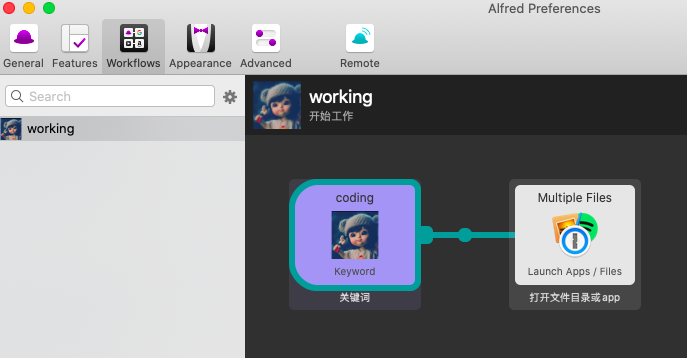 Alfred Preferences
General
Features
Workflows
Appearance
Advanced
Remote
Search
working
working
开始工作
coding
Keyword
关键词
Multiple Files
Launch Apps / Files
打开文件目录或app